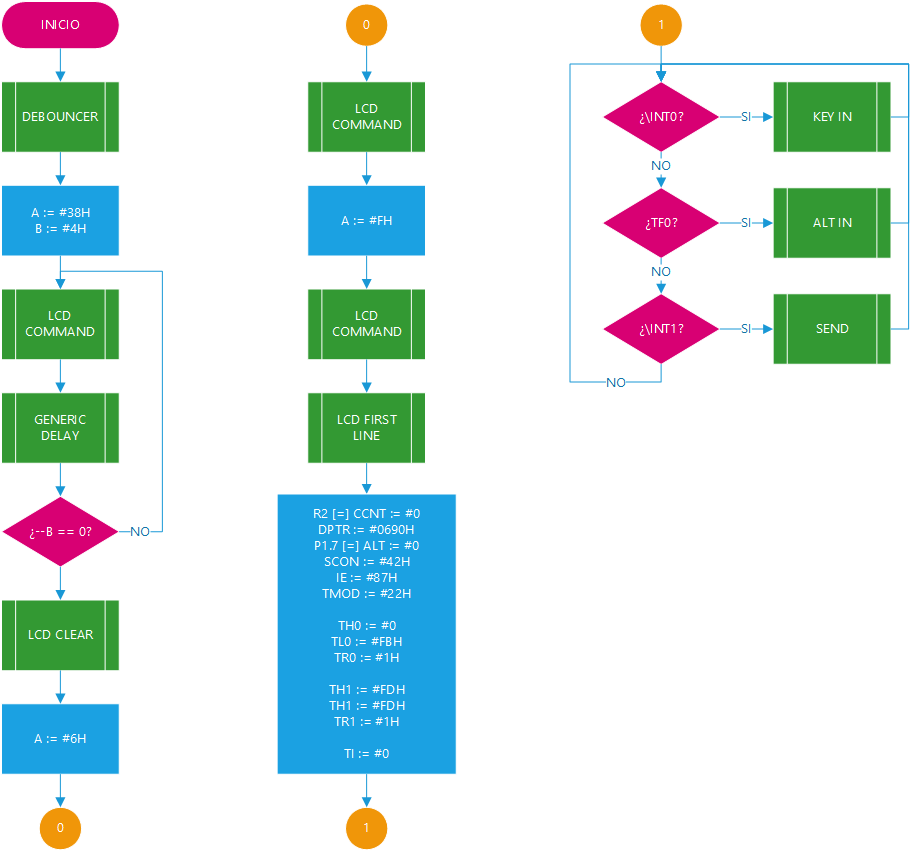 INICIO
DEBOUNCER
A := #38H
B := #4H
LCD
COMMAND
GENERIC
DELAY
¿--B == 0?
NO
LCD CLEAR
A := #6H
0
0
LCD
COMMAND
A := #FH
LCD
COMMAND
LCD FIRST
LINE
R2 [=] CCNT := #0
DPTR := #0690H
P1.7 [=] ALT := #0
SCON := #42H
IE := #87H
TMOD := #22H
TH0 := #0
TL0 := #FBH
TR0 := #1H
TH1 := #FDH
TH1 := #FDH
TR1 := #1H
TI := #0
1
1
¿\INT0?
SI
KEY IN
NO
¿TF0?
SI
ALT IN
NO
¿\INT1?
SI
SEND
NO